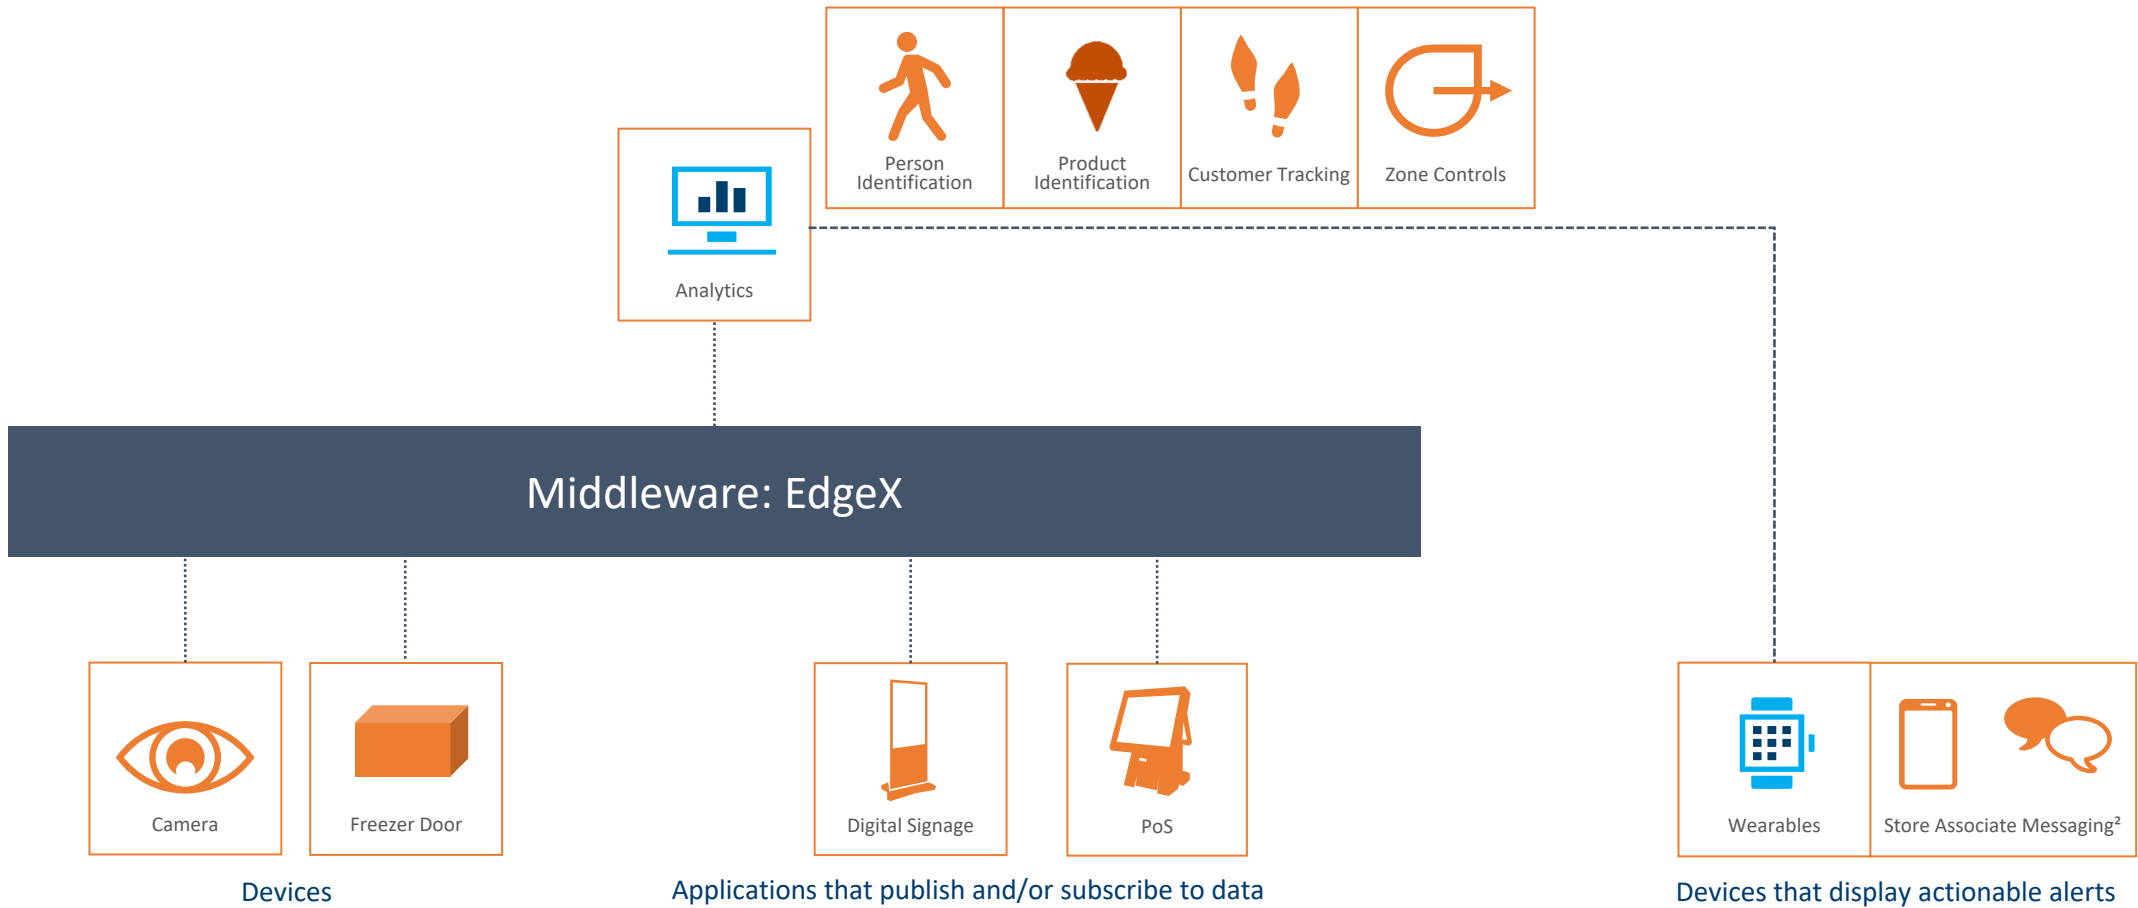 Person
Identification
Product
Identification
Customer Tracking
Zone Controls
Analytics
Middleware: EdgeX
Camera
Freezer Door
Digital Signage
PoS
Wearables
Store Associate Messaging²
Devices
Applications that publish and/or subscribe to data
Devices that display actionable alerts